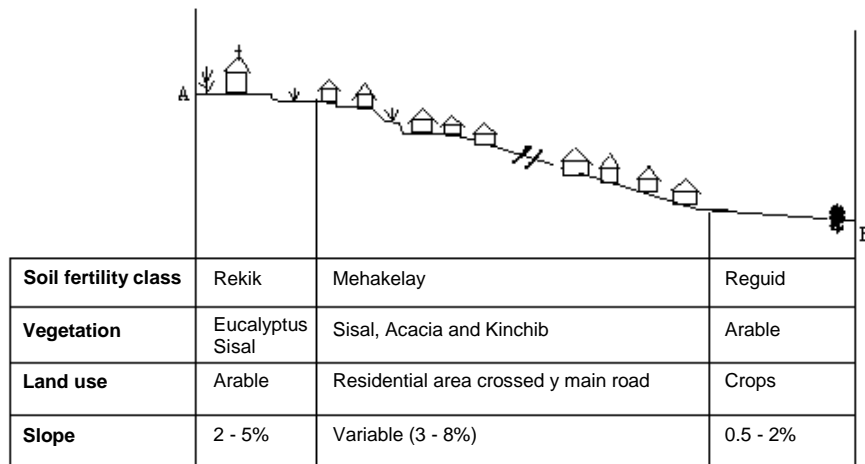 A
B
Soil fertility class Rekik Mehakelay Reguid
Vegetation Eucalyptus Sisal Sisal, Acacia and Kinchib Arable
Land use Arable Residential area crossed y main road Crops
Slope 2 - 5% Variable (3 - 8%) 0.5 - 2%